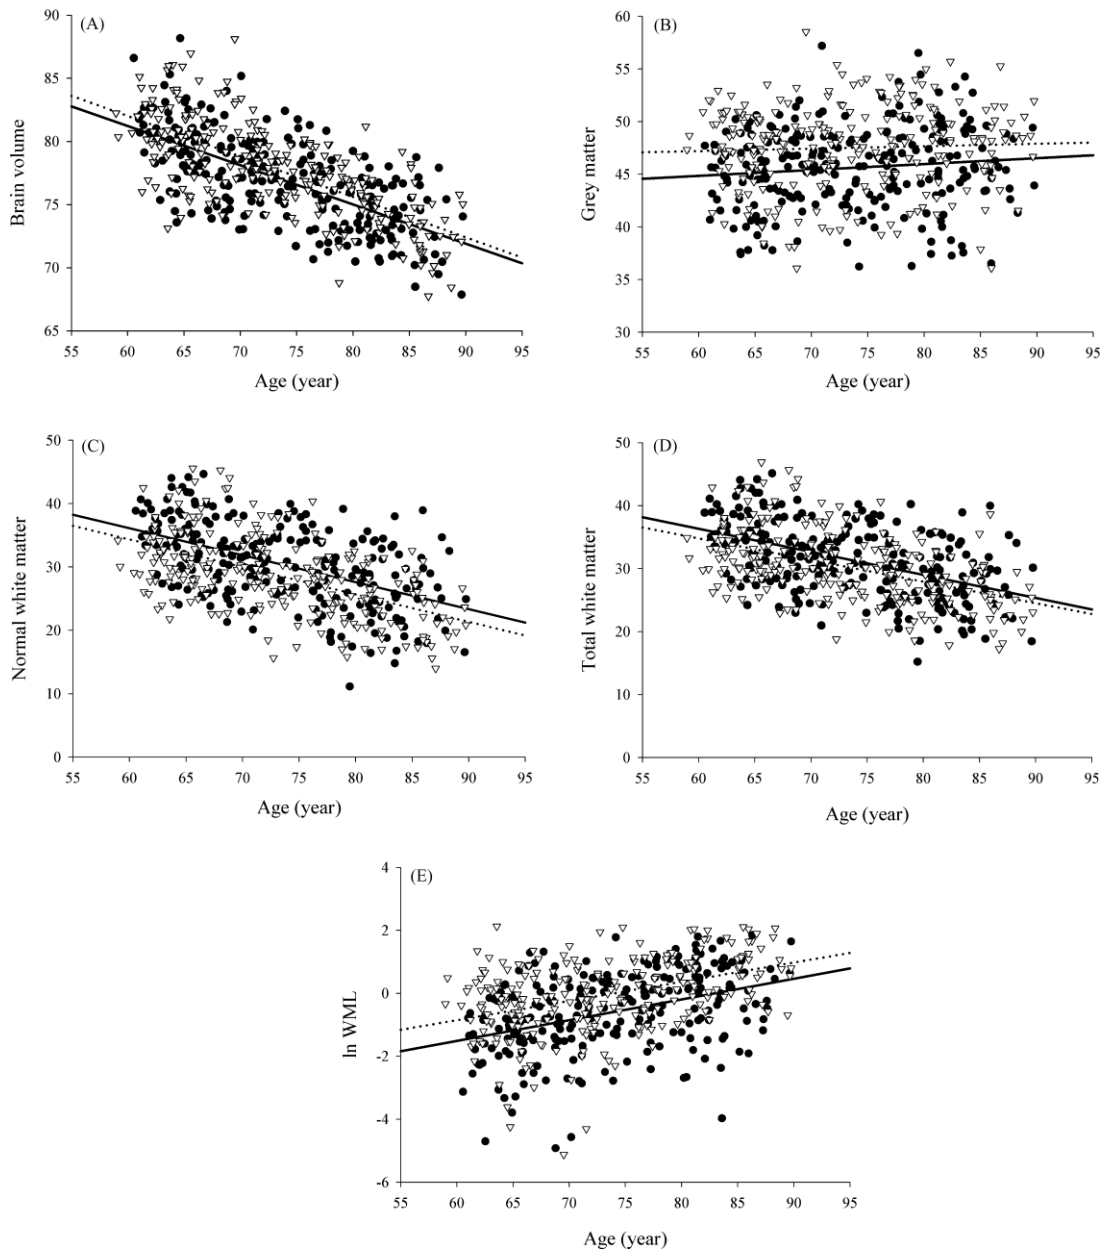 (A)
Brain volume
90
85
80
75
70
65
55 60 65 70 75 80 85 90 95
Age (year)
(B)
Grey matter
60
55
50
45
40
35
30
55 60 65 70 75 80 85 90 95
Age (year)
(C)
Normal white matter
50
40
30
20
10
0
55 60 65 70 75 80 85 90 95
Age (year)
(D)
Total white matter
50
40
30
20
10
0
55 60 65 70 75 80 85 90 95
Age (year)
(E)
ln WML
4
2
0
-2
-4
-6
55 60 65 70 75 80 85 90 95
Age (year)